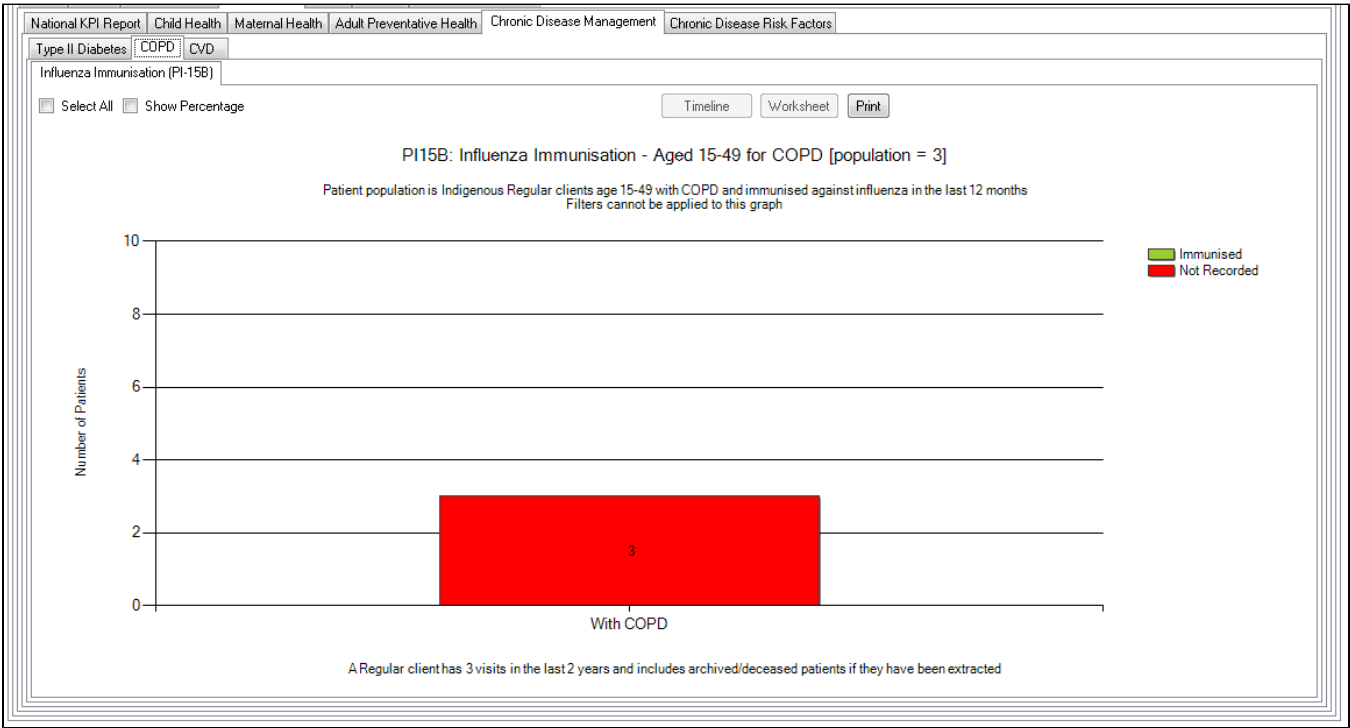 National KPI Report Child Health Maternal Health Adult Preventative Health Chronic Disease Management Chronic Disease Risk Factors
Type II Diabetes COPD CVD
Influenza Immunisation (PI-15B)
Select All Show Percentage Timeline Worksheet Print
PI15B: Influenza Immunisation - Aged 15-49 for COPD [population = 3]
Patient population is Indigenous Regular clients age 15-49 with COPD and immunised against influenza in the last 12 months
Filters cannot be applied to this graph
10
8
6
4
2
0
Number of Patients
3
With COPD
Immunised
Not Recorded
A Regular client has 3 visits in the last 2 years and includes archived/deceased patients if they have been extracted